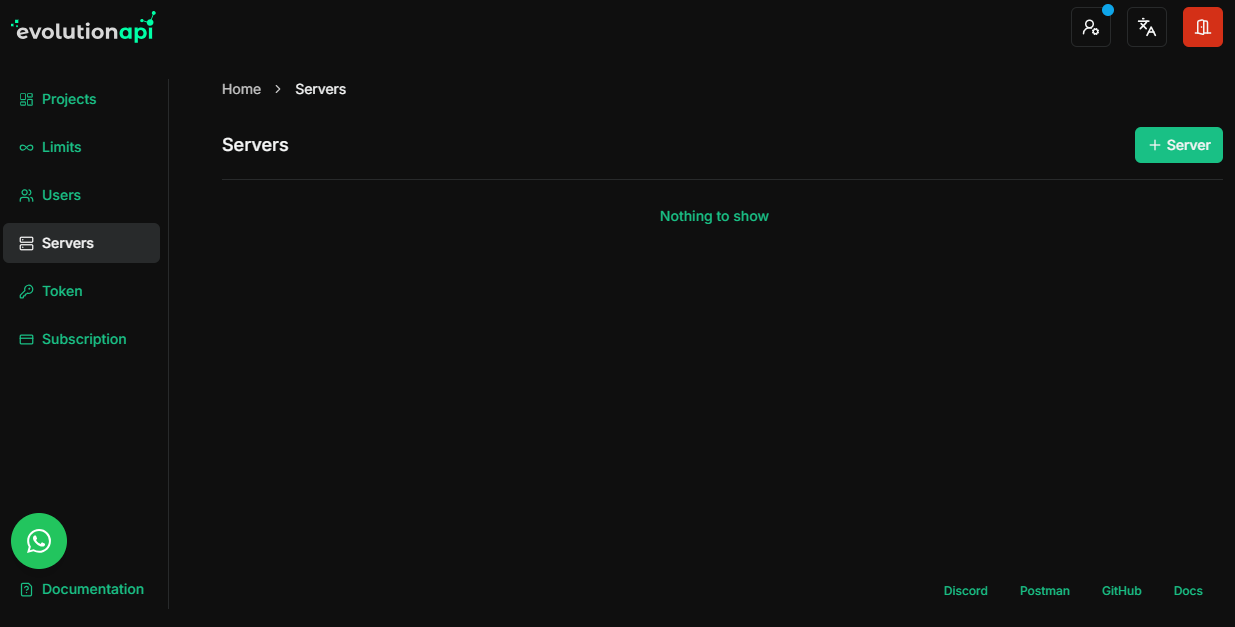 evolutionapi
Projects
Limits
Users
Servers
Token
Subscription
Documentation
Home > Servers
Servers
+ Server
Nothing to show
Discord Postman GitHub Docs